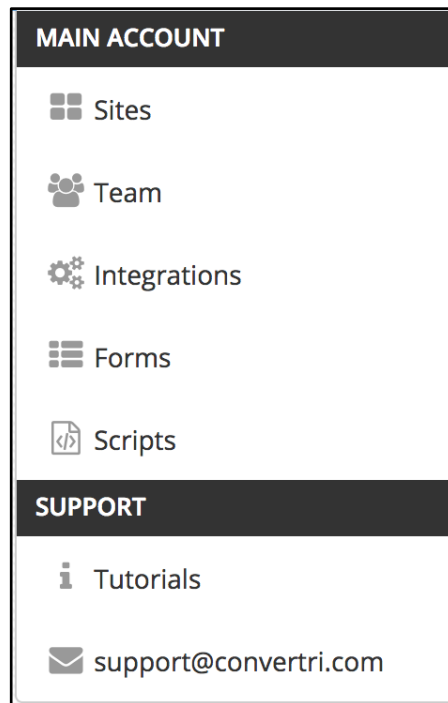 MAIN ACCOUNT
Sites
Team
Integrations
Forms
Scripts
SUPPORT
Tutorials
support@convertri.com